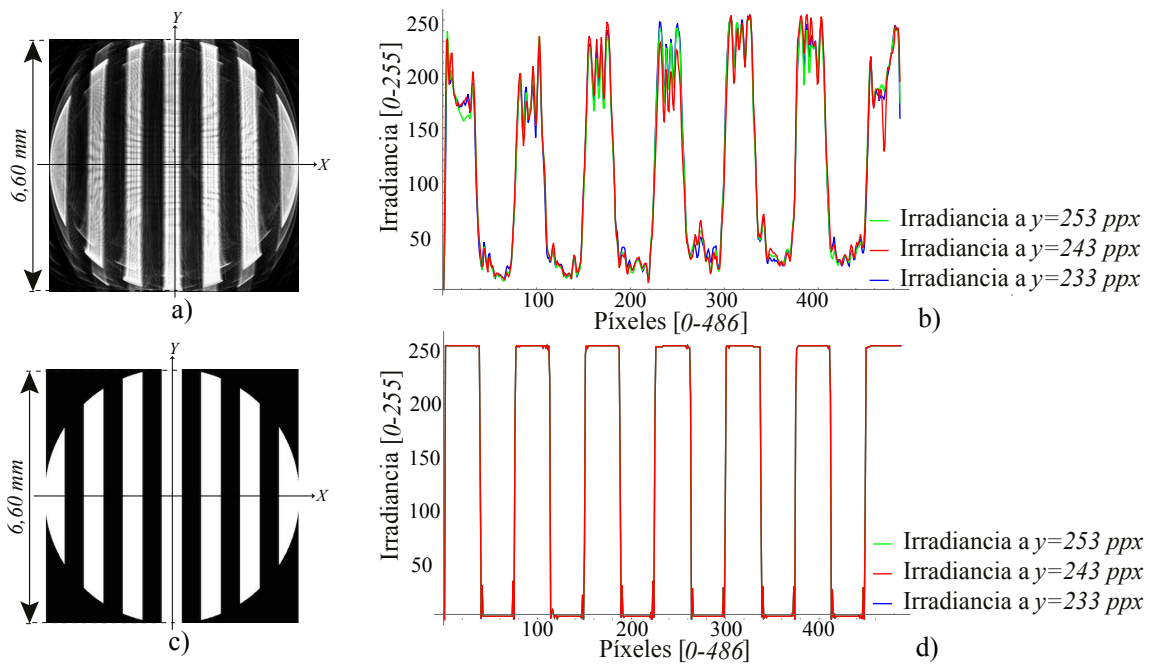 Y
6,60 mm
X
a)
Irradiancia [0-255]
250
200
150
100
50
100
200
300
400
Píxeles [0-486]
Irradiancia a y=253 ppx
Irradiancia a y=243 ppx
Irradiancia a y=233 ppx
b)
Y
6,60 mm
X
c)
Irradiancia [0-255]
250
200
150
100
50
100
200
300
400
Píxeles [0-486]
Irradiancia a y=253 ppx
Irradiancia a y=243 ppx
Irradiancia a y=233 ppx
d)